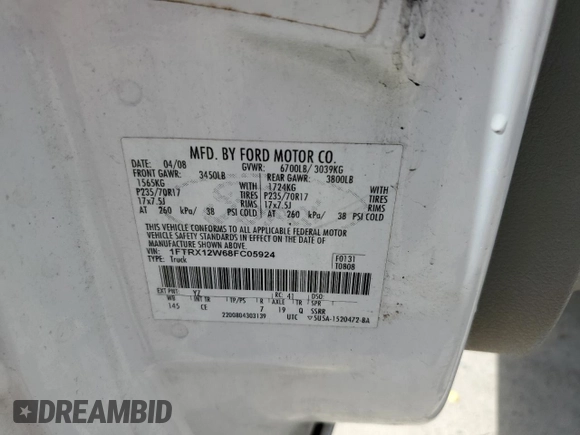 MFD. BY FORD MOTOR CO.
DATE: 04/08 GVWR: 6700LB/ 3039KG
FRONT GAWR: 3450LB REAR GAWR: 3800LB
1565KG WITH 1724KG WITH
P235/70R17 TIRES P235/70R17 TIRES
17x7.5J RIMS 17x7.5J RIMS
AT 260 kPa/ 38 PSI COLD AT 260 kPa/ 38 PSI COLD
THIS VEHICLE CONFORMS TO ALL APPLICABLE FEDERAL MOTOR
VEHICLE SAFETY STANDARDS IN EFFECT ON THE DATE OF MANUFACTURE SHOWN ABOVE.
VIN: 1FTRX12W68FC05924
TYPE: Truck
F0131
T0808
EXT PNT: YZ RC: 41 DSO:
WB INT TR TP/PS R AXLE TR SPR
145 CE 7 19 Q SSRR
2200804303139 UTC ▽5U5A-1520472-BA
DREAMBID